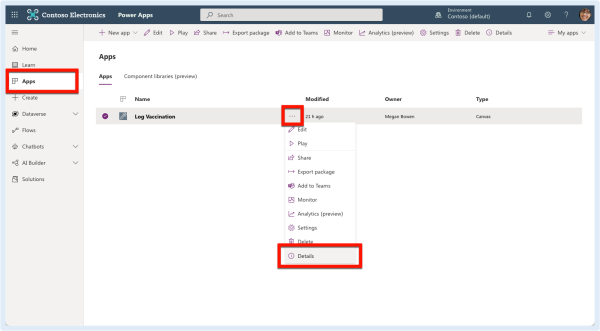 Contoso Electronics Power Apps Search Environment
Contoso (default)
New app Edit Play Share Export package Add to Teams Monitor Analytics (preview) Settings Delete Details My apps
Home
Learn
Apps
Create
Dataverse
Flows
Chatbots
AI Builder
Solutions
Apps
Apps Component libraries (preview)
Name Modified Owner Type
Log Vaccination ... 21 h ago Megan Bowen Canvas
Edit
Play
Share
Export package
Add to Teams
Monitor
Analytics (preview)
Settings
Delete
Details